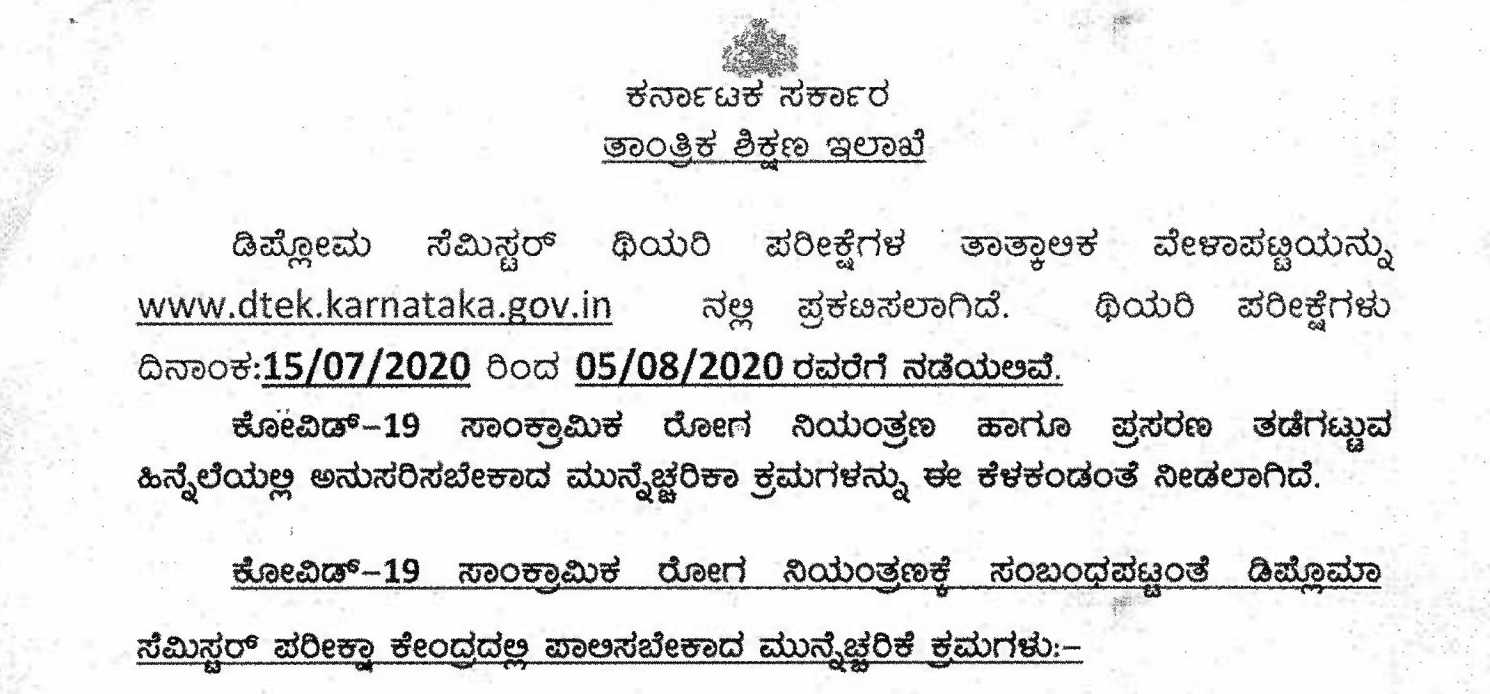 ಕರ್ನಾಟಕ ಸರ್ಕಾರ
ತಾಂತ್ರಿಕ ಶಿಕ್ಷಣ ಇಲಾಖೆ
ಡಿಪ್ಲೋಮ ಸೆಮಿಸ್ಟರ್ ಥಿಯರಿ ಪರೀಕ್ಷೆಗಳ ತಾತ್ಕಾಲಿಕ ವೇಳಾಪಟ್ಟಿಯನ್ನು
www.dtek.karnataka.gov.in ನಲ್ಲಿ ಪ್ರಕಟಿಸಲಾಗಿದೆ. ಥಿಯರಿ ಪರೀಕ್ಷೆಗಳು
ದಿನಾಂಕ:15/07/2020 ರಿಂದ 05/08/2020 ರವರೆಗೆ ನಡೆಯಲಿವೆ.
ಕೋವಿಡ್–19 ಸಾಂಕ್ರಾಮಿಕ ರೋಗ ನಿಯಂತ್ರಣ ಹಾಗೂ ಪ್ರಸರಣ ತಡೆಗಟ್ಟುವ
ಹಿನ್ನೆಲೆಯಲ್ಲಿ ಅನುಸರಿಸಬೇಕಾದ ಮುನ್ನೆಚ್ಚರಿಕಾ ಕ್ರಮಗಳನ್ನು ಈ ಕೆಳಕಂಡಂತೆ ನೀಡಲಾಗಿದೆ.
ಕೋವಿಡ್–19 ಸಾಂಕ್ರಾಮಿಕ ರೋಗ ನಿಯಂತ್ರಣಕ್ಕೆ ಸಂಬಂಧಪಟ್ಟಂತೆ ಡಿಪ್ಲೊಮಾ
ಸೆಮಿಸ್ಟರ್ ಪರೀಕ್ಷಾ ಕೇಂದ್ರದಲ್ಲಿ ಪಾಲಿಸಬೇಕಾದ ಮುನ್ನೆಚ್ಚರಿಕೆ ಕ್ರಮಗಳು:–